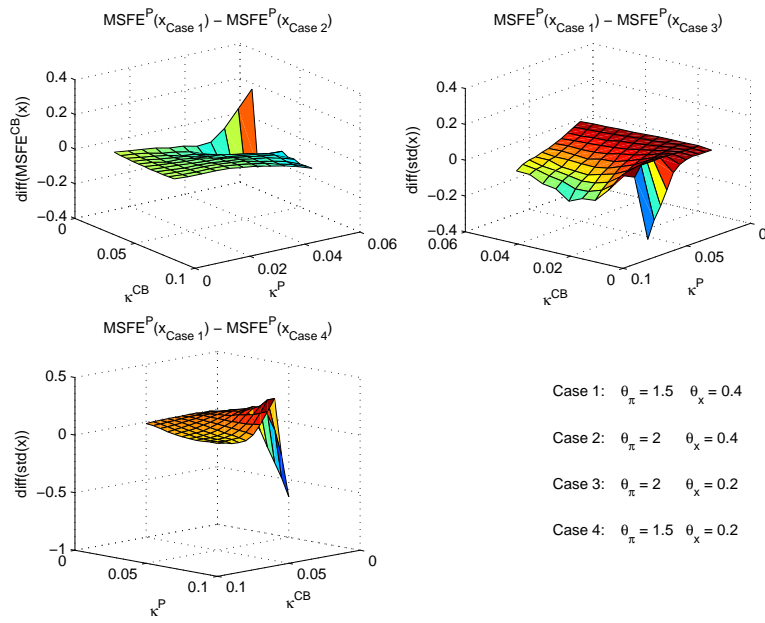 MSFE^P(x_Case 1) − MSFE^P(x_Case 2)
diff(MSFE^CB(x))
0.4
0.2
0
−0.2
−0.4
0
0.05
0.1
κ^CB
0
0.02
0.04
0.06
κ^P
MSFE^P(x_Case 1) − MSFE^P(x_Case 3)
diff(std(x))
0.4
0.2
0
−0.2
−0.4
0.06
0.04
0.02
0
κ^CB
0.1
0.05
0
κ^P
MSFE^P(x_Case 1) − MSFE^P(x_Case 4)
diff(std(x))
0.5
0
−0.5
−1
0
0.05
0.1
κ^P
0.1
0.05
0
κ^CB
Case 1: θ_π = 1.5 θ_x = 0.4
Case 2: θ_π = 2 θ_x = 0.4
Case 3: θ_π = 2 θ_x = 0.2
Case 4: θ_π = 1.5 θ_x = 0.2